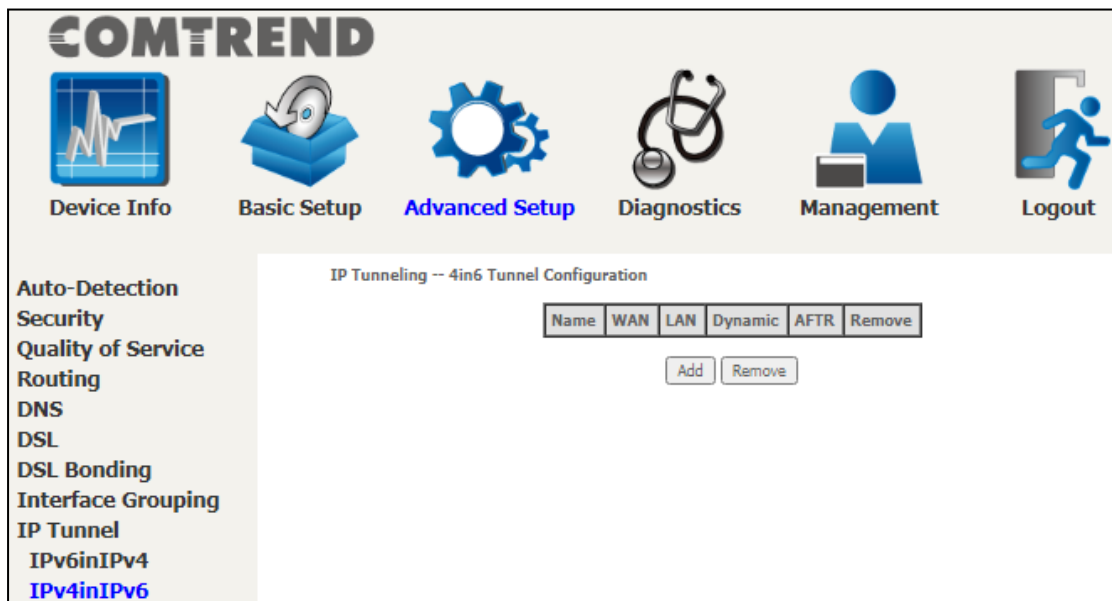 COMTREND
Device Info Basic Setup Advanced Setup Diagnostics Management Logout
Auto-Detection
Security
Quality of Service
Routing
DNS
DSL
DSL Bonding
Interface Grouping
IP Tunnel
IPv6inIPv4
IPv4inIPv6
IP Tunneling -- 4in6 Tunnel Configuration
Name WAN LAN Dynamic AFTR Remove
Add Remove